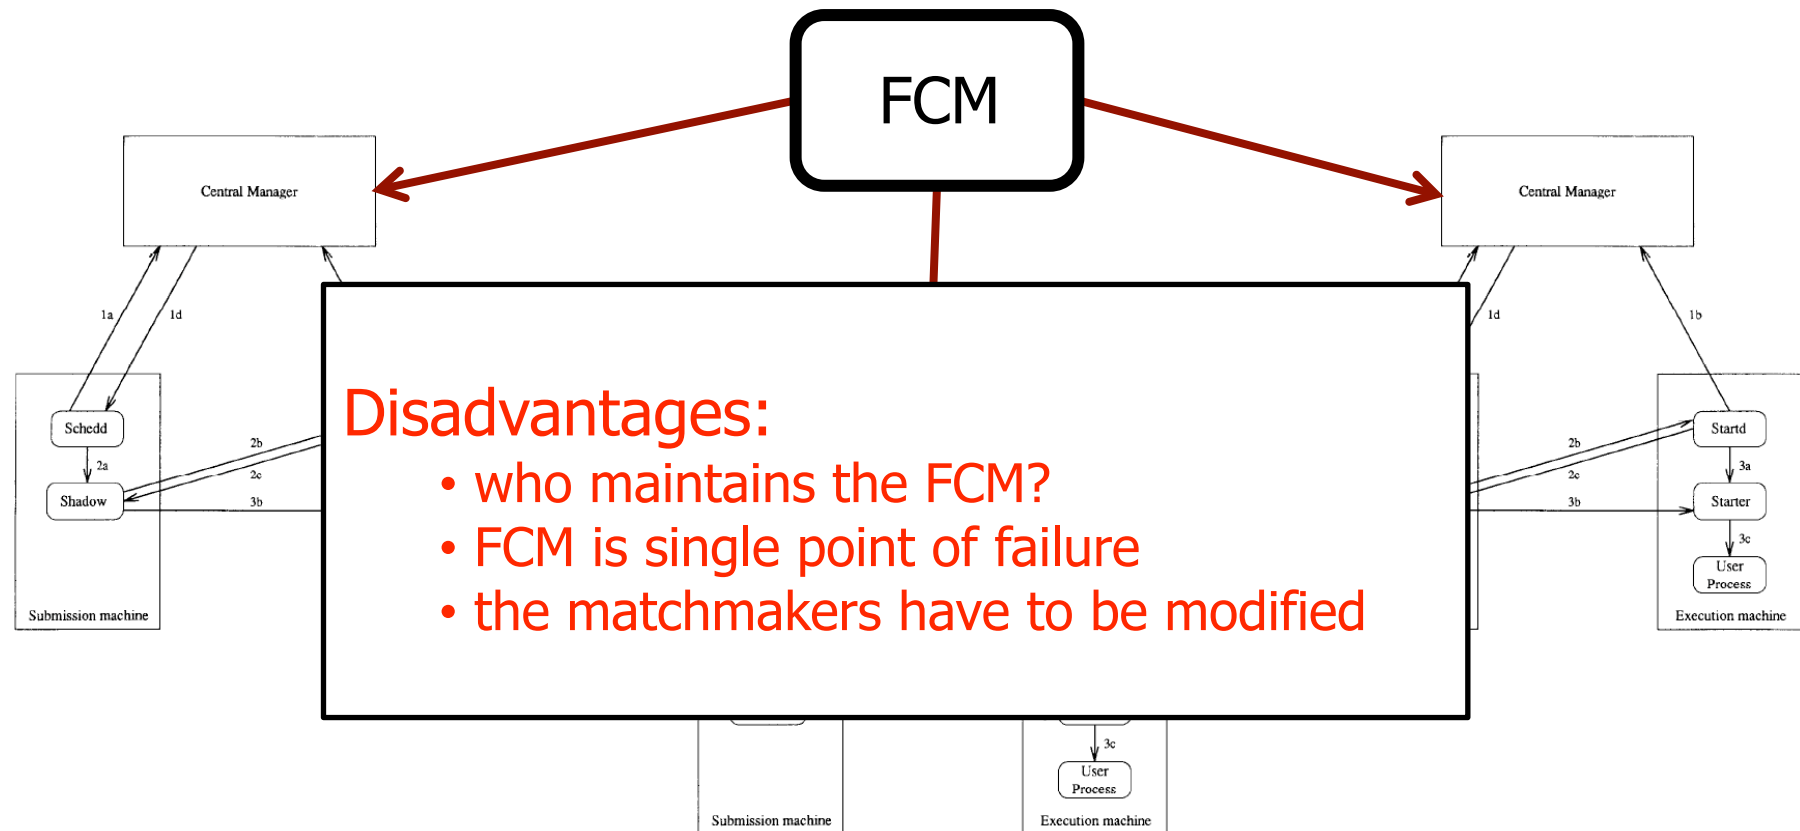 FCM
Central Manager
Central Manager
1a
1d
1d
1b
Schedd
2a
Shadow
2b
2c
3b
Submission machine
Disadvantages:
• who maintains the FCM?
• FCM is single point of failure
• the matchmakers have to be modified
2b
2c
3b
Startd
3a
Starter
3c
User
Process
Execution machine
3c
User
Process
Submission machine
Execution machine